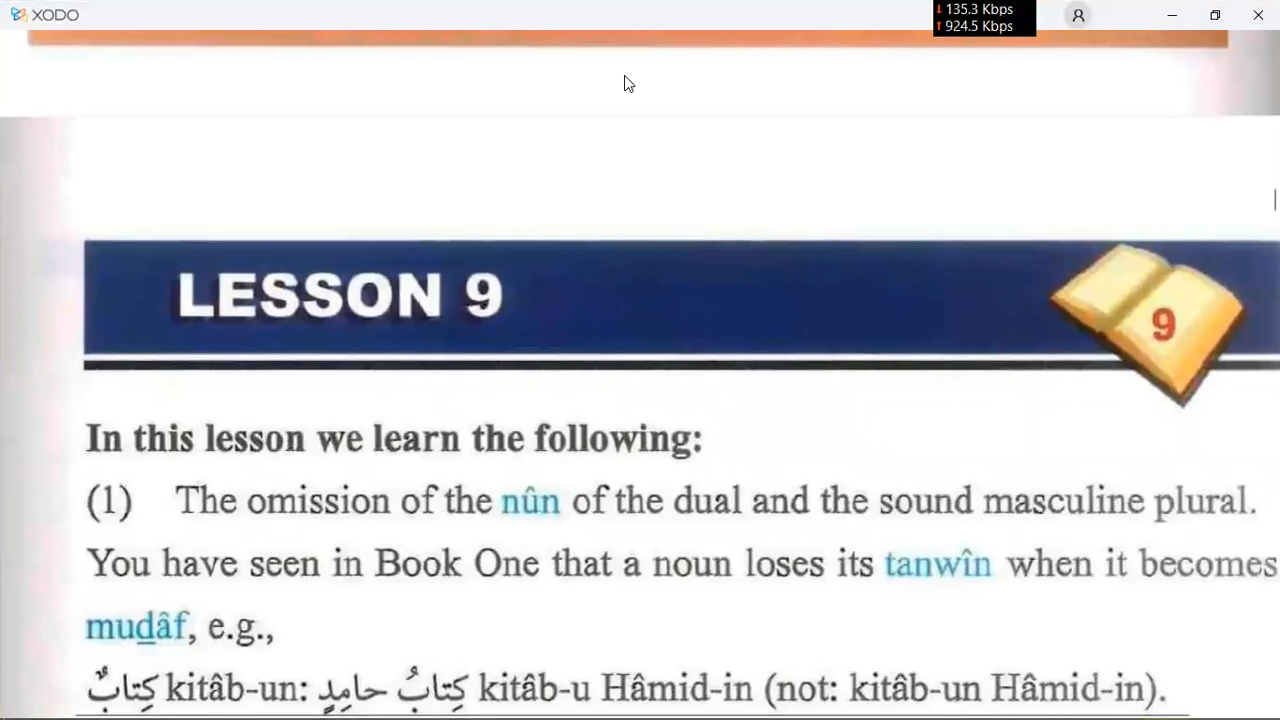 XODO
↓ 135.3 Kbps
↑ 924.5 Kbps
LESSON 9
9
In this lesson we learn the following:
(1) The omission of the nûn of the dual and the sound masculine plural.
You have seen in Book One that a noun loses its tanwîn when it becomes
muḏâf, e.g.,
كِتابٌ kitâb-un: كِتابُ حامِدٍ kitâb-u Hâmid-in (not: kitâb-un Hâmid-in).